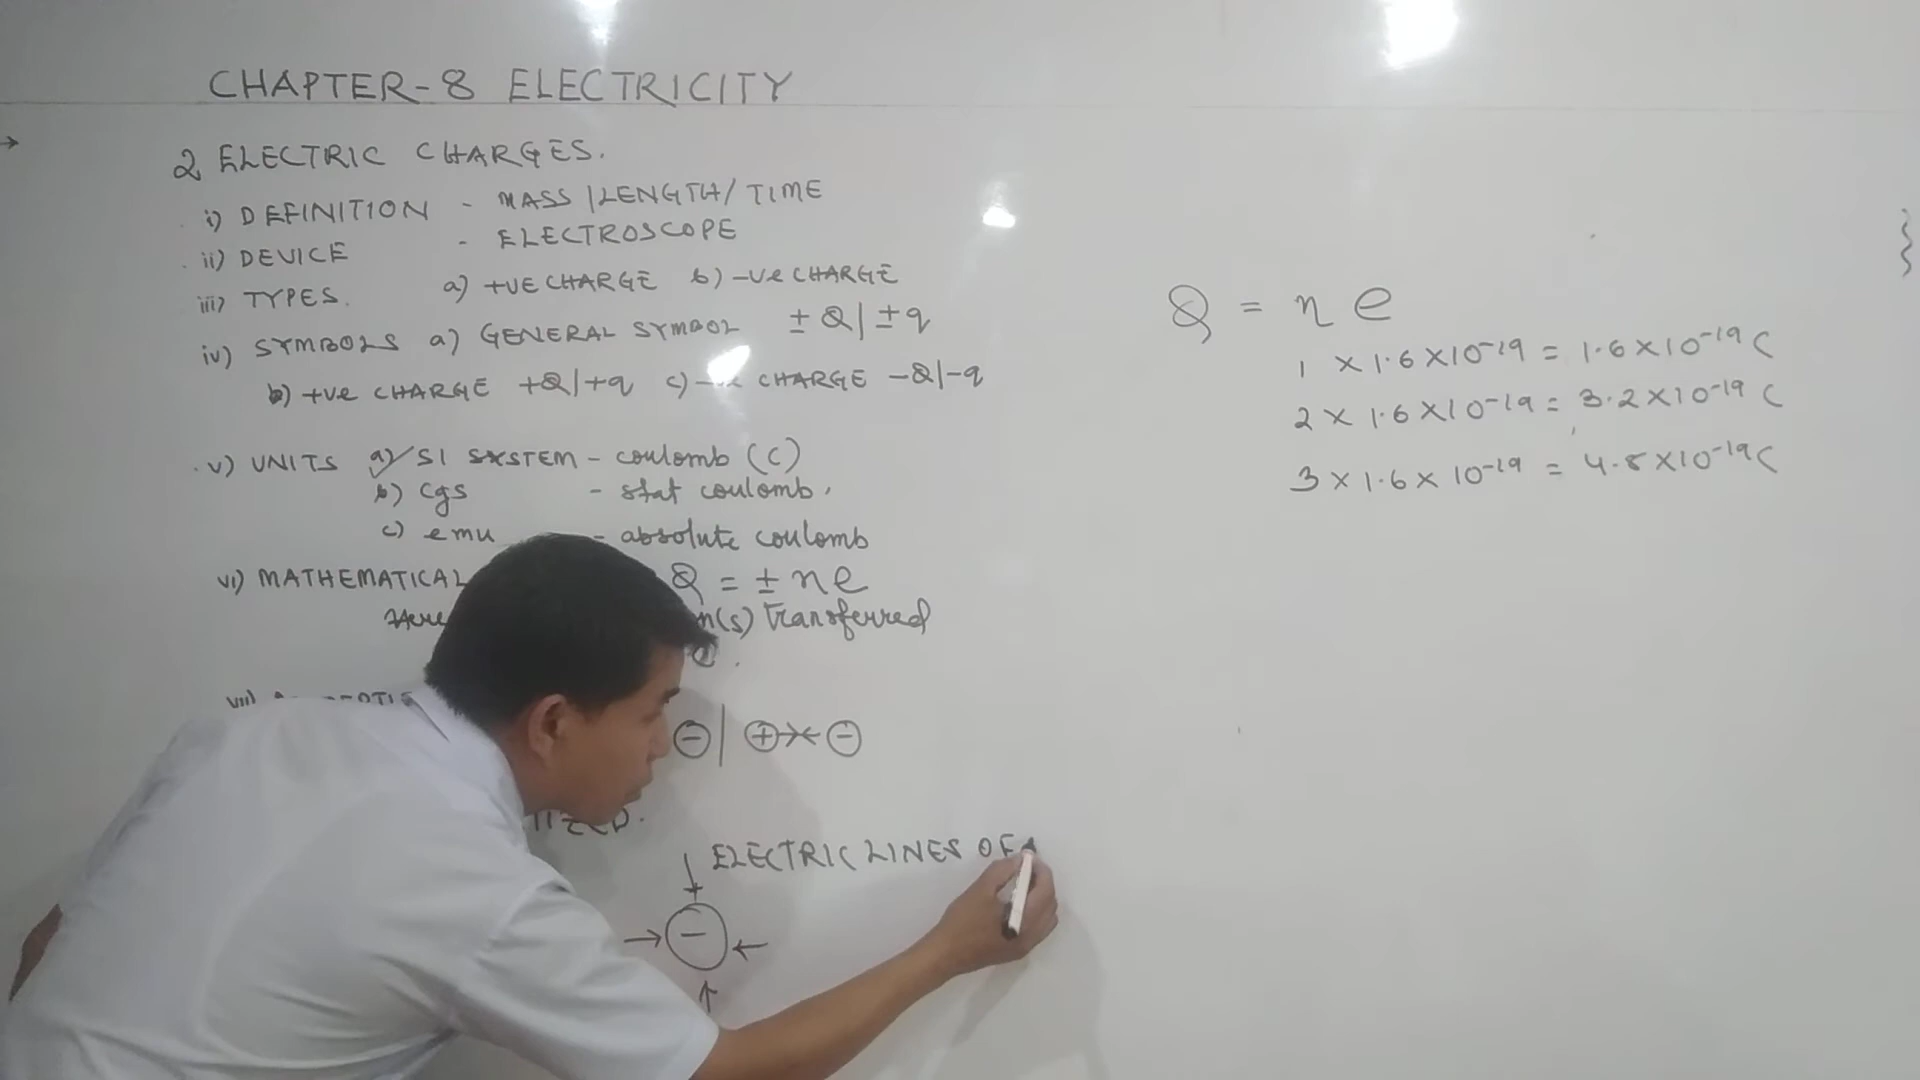 CHAPTER-8 ELECTRICITY
→
2 ELECTRIC CHARGES.
i) DEFINITION - MASS/LENGTH/TIME
ii) DEVICE - ELECTROSCOPE
iii) TYPES. a) +VE CHARGE b) -Ve CHARGE
iv) SYMBOLS a) GENERAL SYMBOL ± Q/±q
b) +ve CHARGE +Q/+q c) CHARGE -Q/-q
v) UNITS a) SI SYSTEM - coulomb (C)
b) cgs - stat coulomb.
c) emu - absolute coulomb
vi) MATHEMATICAL Q = ± ne
Here n(s) transferred
e.
vii)
⊖ | ⊕×⊖
ELECTRIC LINES OF
→ ⊖ ←
↑
Q = n e
1 × 1.6×10⁻¹⁹ = 1.6×10⁻¹⁹ C
2 × 1.6×10⁻¹⁹ = 3.2×10⁻¹⁹ C
3 × 1.6×10⁻¹⁹ = 4.8×10⁻¹⁹ C